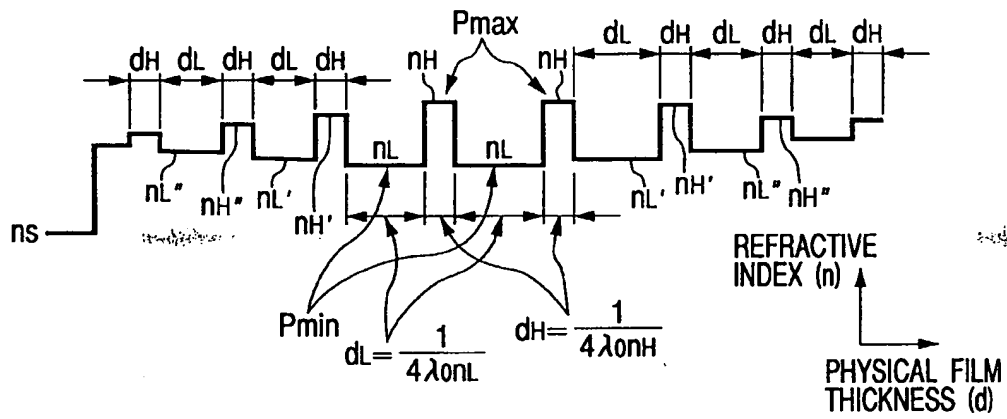 Pmax
dH dL dH dL dH
nH nH
dL dH dL dH dL dH
nL nL
nL" nH" nL' nH'
nL' nH' nL" nH"
ns
Pmin
dL= 1/4λ0nL
dH= 1/4λ0nH
REFRACTIVE
INDEX (n)
PHYSICAL FILM
THICKNESS (d)